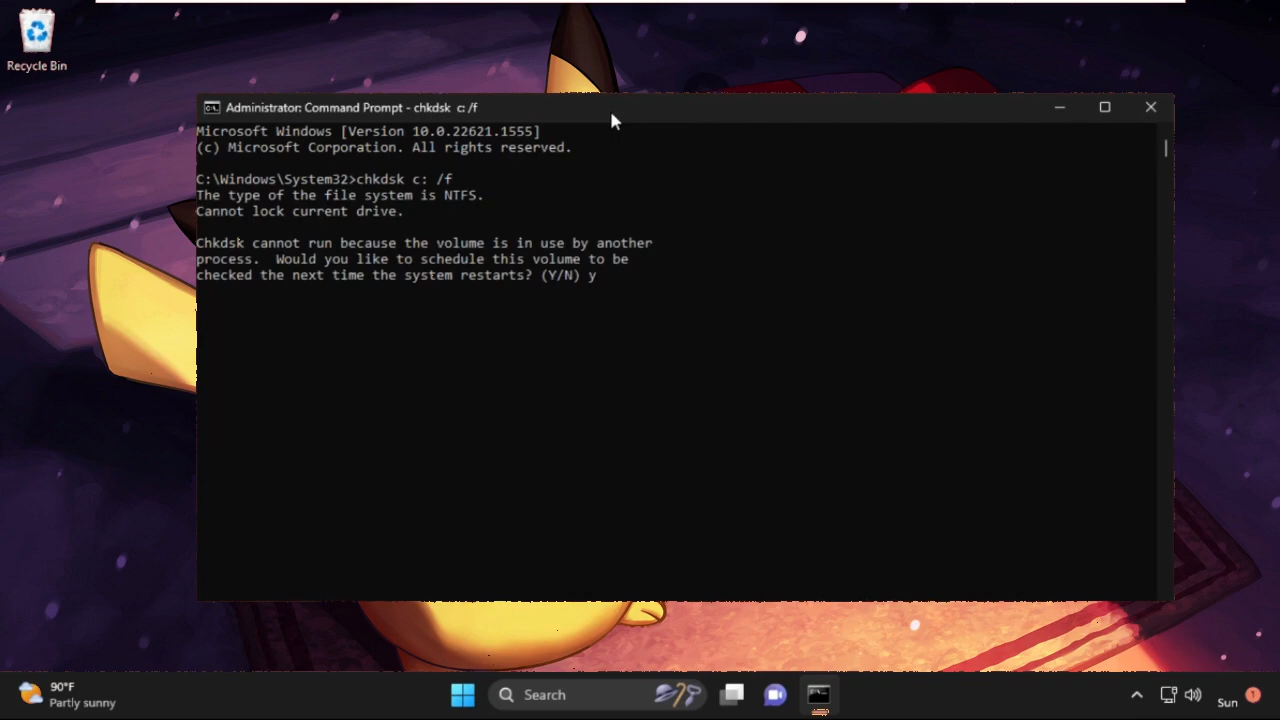 Recycle Bin
Administrator: Command Prompt - chkdsk c: /f
Microsoft Windows [Version 10.0.22621.1555]
(c) Microsoft Corporation. All rights reserved.
C:\Windows\System32>chkdsk c: /f
The type of the file system is NTFS.
Cannot lock current drive.
Chkdsk cannot run because the volume is in use by another
process.  Would you like to schedule this volume to be
checked the next time the system restarts? (Y/N) y
90°F
Partly sunny
Search
Sun
1